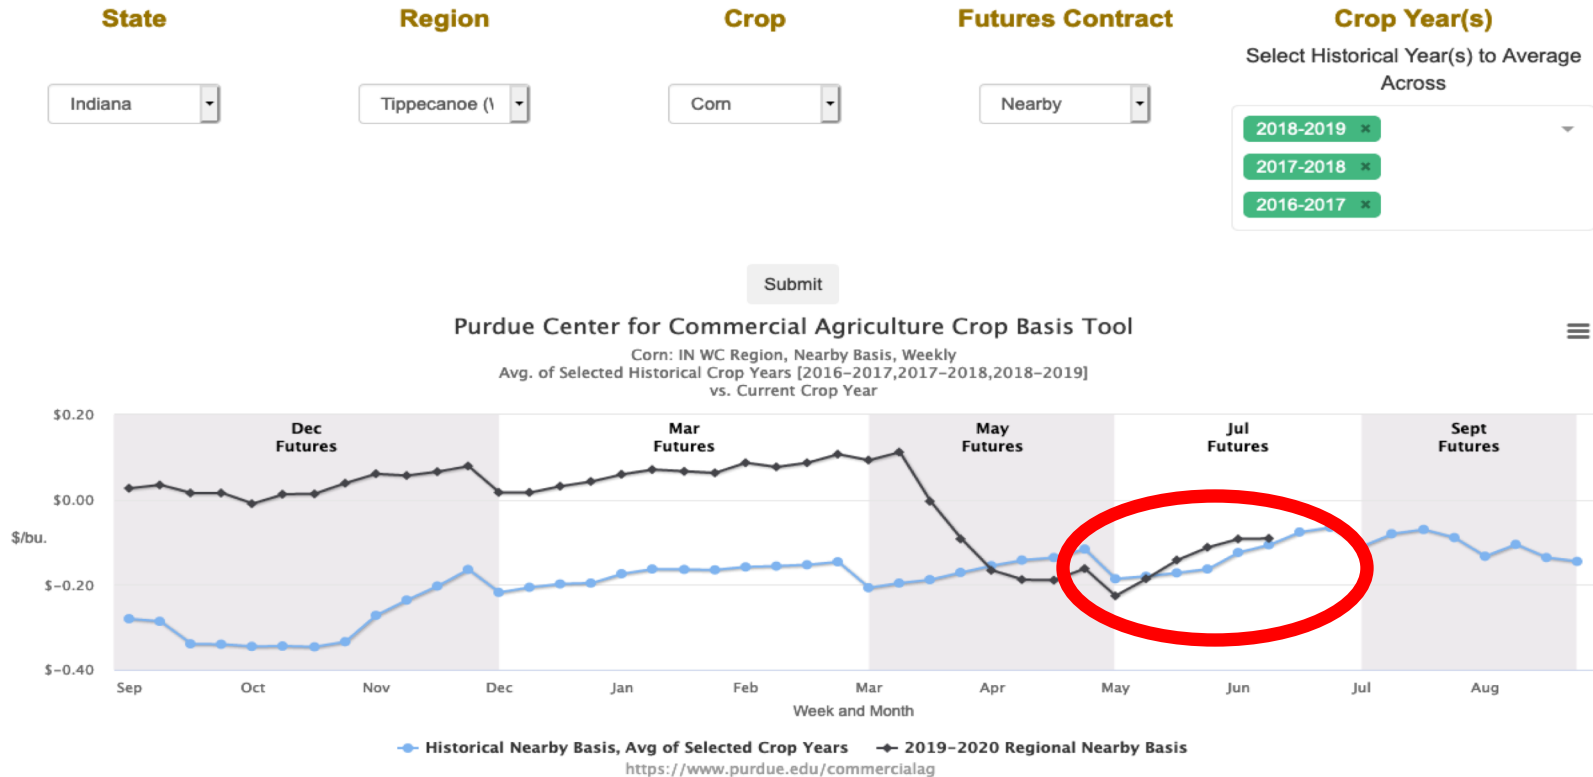 State
Region
Crop
Futures Contract
Crop Year(s)
Select Historical Year(s) to Average
Across
Indiana
Tippecanoe (\
Corn
Nearby
2018-2019 ×
2017-2018 ×
2016-2017 ×
Submit
Purdue Center for Commercial Agriculture Crop Basis Tool
Corn: IN WC Region, Nearby Basis, Weekly
Avg. of Selected Historical Crop Years [2016-2017,2017-2018,2018-2019]
vs. Current Crop Year
$0.20
$0.00
$/bu.
$-0.20
$-0.40
Dec
Futures
Mar
Futures
May
Futures
Jul
Futures
Sept
Futures
Sep
Oct
Nov
Dec
Jan
Feb
Mar
Apr
May
Jun
Jul
Aug
Week and Month
Historical Nearby Basis, Avg of Selected Crop Years
2019-2020 Regional Nearby Basis
https://www.purdue.edu/commercialag